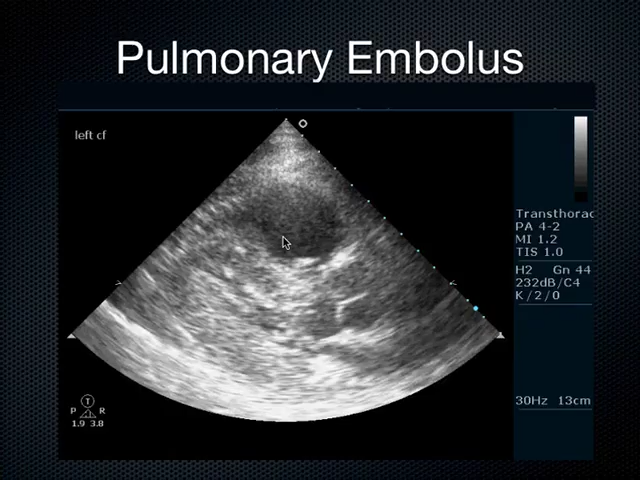 Pulmonary Embolus
left cf
Transthorac
PA 4-2
MI 1.2
TIS 1.0
H2 Gn 44
232dB/C4
K/2/0
30Hz 13cm
T
P R
1.9 3.8